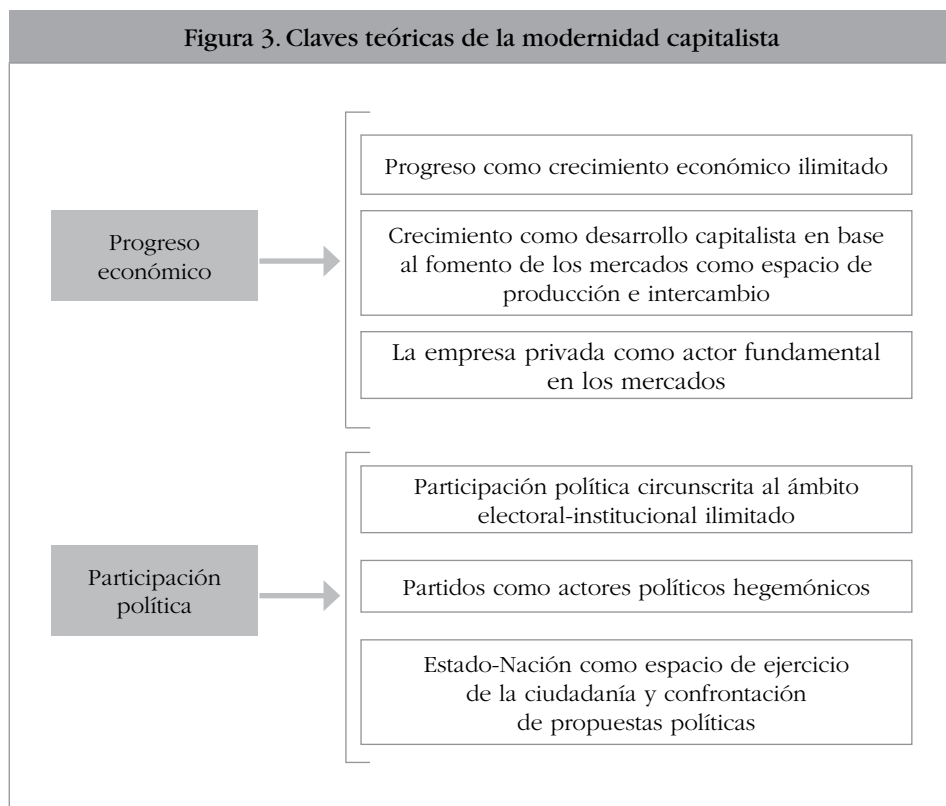 Figura 3. Claves teóricas de la modernidad capitalista
Progreso
económico
Progreso como crecimiento económico ilimitado
Crecimiento como desarrollo capitalista en base
al fomento de los mercados como espacio de
producción e intercambio
La empresa privada como actor fundamental
en los mercados
Participación
política
Participación política circunscrita al ámbito
electoral-institucional ilimitado
Partidos como actores políticos hegemónicos
Estado-Nación como espacio de ejercicio
de la ciudadanía y confrontación
de propuestas políticas